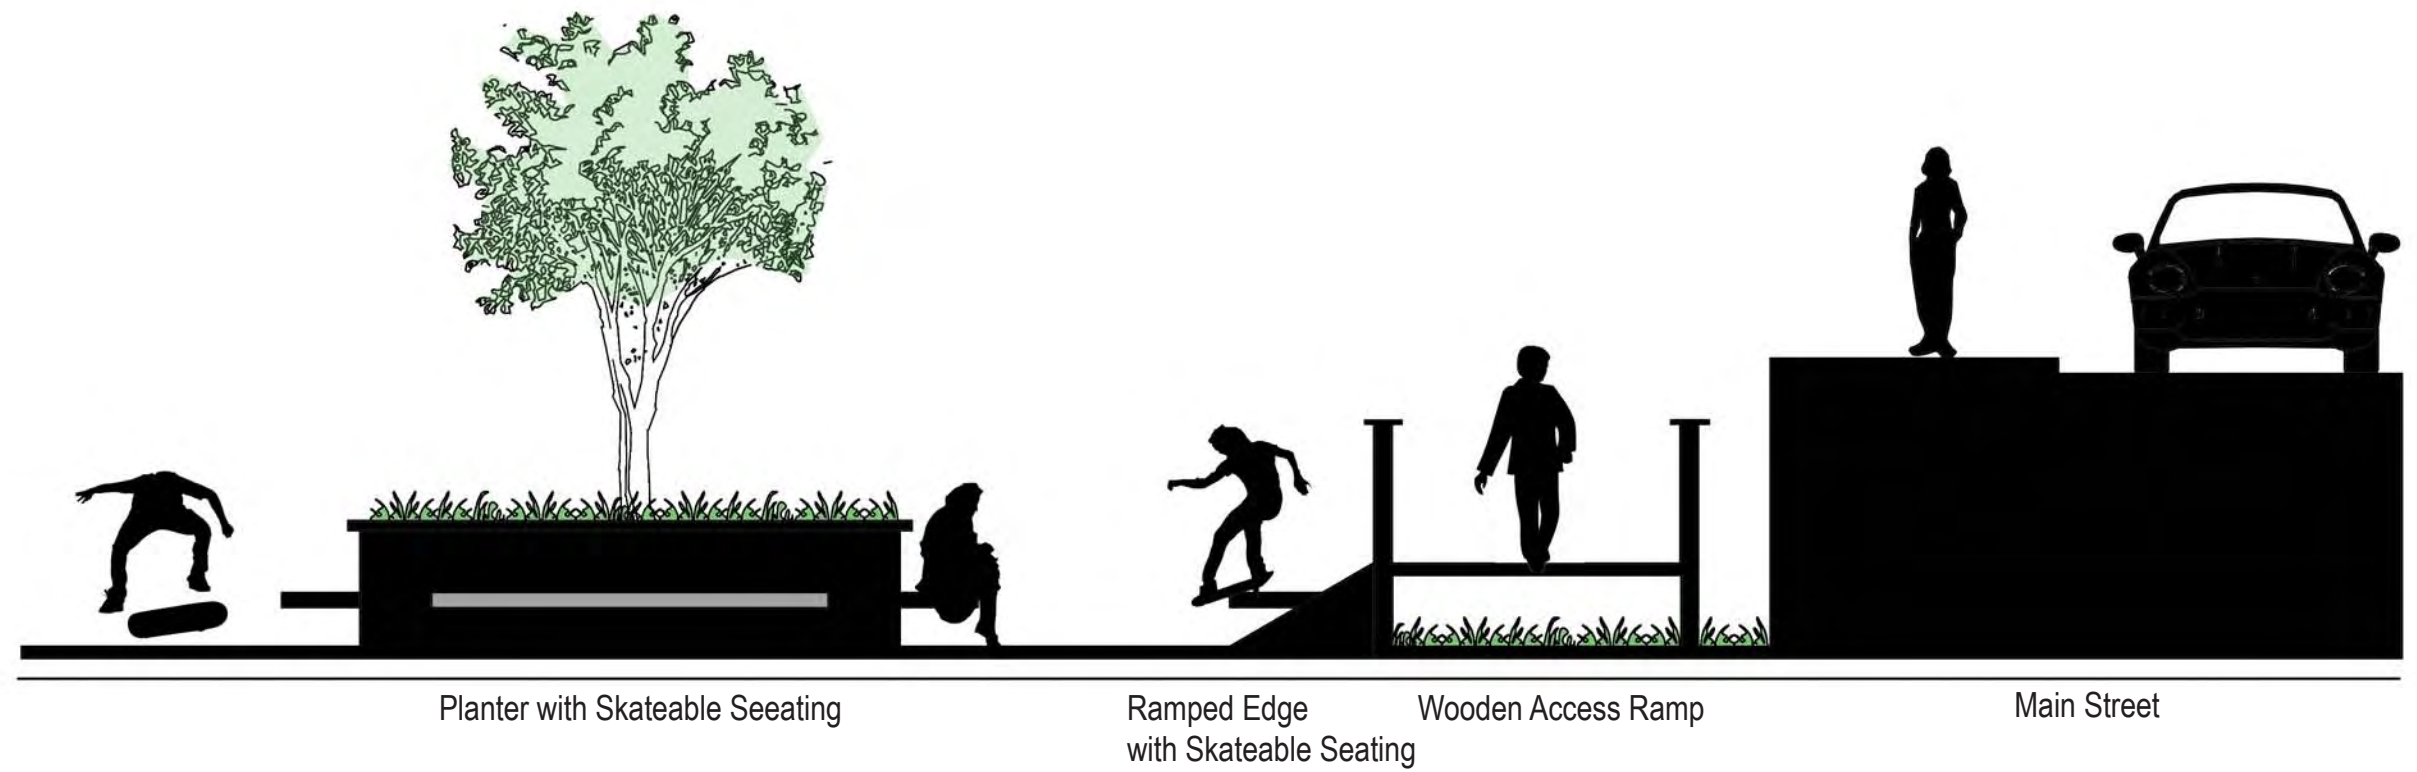 Planter with Skateable Seeating
Ramped Edge
with Skateable Seating
Wooden Access Ramp
Main Street